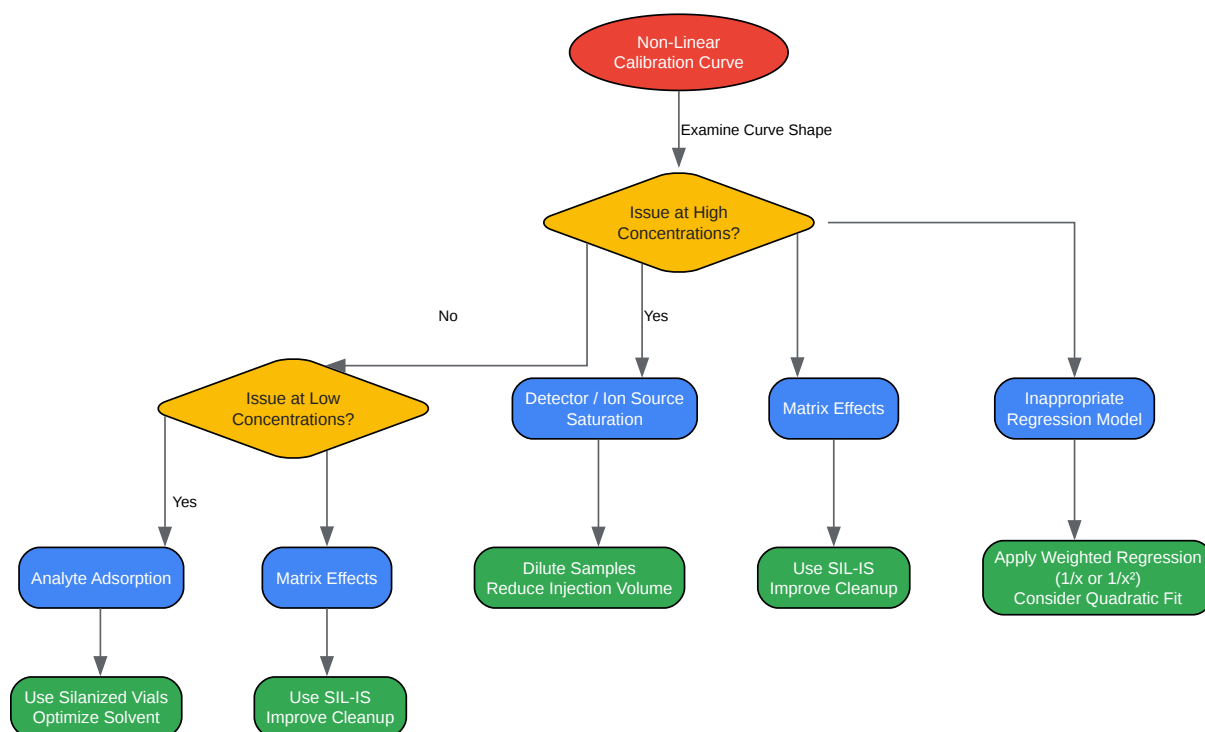 Non-Linear
Calibration Curve
Examine Curve Shape
Issue at High
Concentrations?
No
Yes
Issue at Low
Concentrations?
Detector / Ion Source
Saturation
Matrix Effects
Inappropriate
Regression Model
Yes
Analyte Adsorption
Matrix Effects
Dilute Samples
Reduce Injection Volume
Use SIL-IS
Improve Cleanup
Apply Weighted Regression
(1/x or 1/x²)
Consider Quadratic Fit
Use Silanized Vials
Optimize Solvent
Use SIL-IS
Improve Cleanup